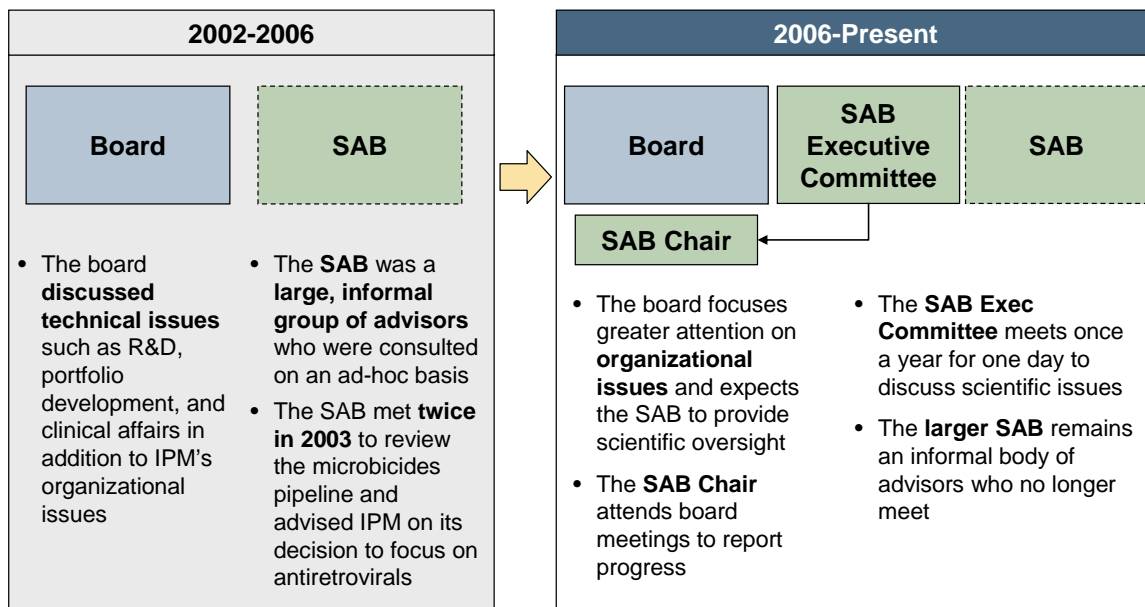 2002-2006
Board
SAB
• The board
discussed
technical issues
such as R&D,
portfolio
development, and
clinical affairs in
addition to IPM's
organizational
issues
• The SAB was a
large, informal
group of advisors
who were consulted
on an ad-hoc basis
• The SAB met twice
in 2003 to review
the microbicides
pipeline and
advised IPM on its
decision to focus on
antiretrovirals
2006-Present
Board
SAB
Executive
Committee
SAB
SAB Chair
• The board focuses
greater attention on
organizational
issues and expects
the SAB to provide
scientific oversight
• The SAB Chair
attends board
meetings to report
progress
• The SAB Exec
Committee meets once
a year for one day to
discuss scientific issues
• The larger SAB remains
an informal body of
advisors who no longer
meet